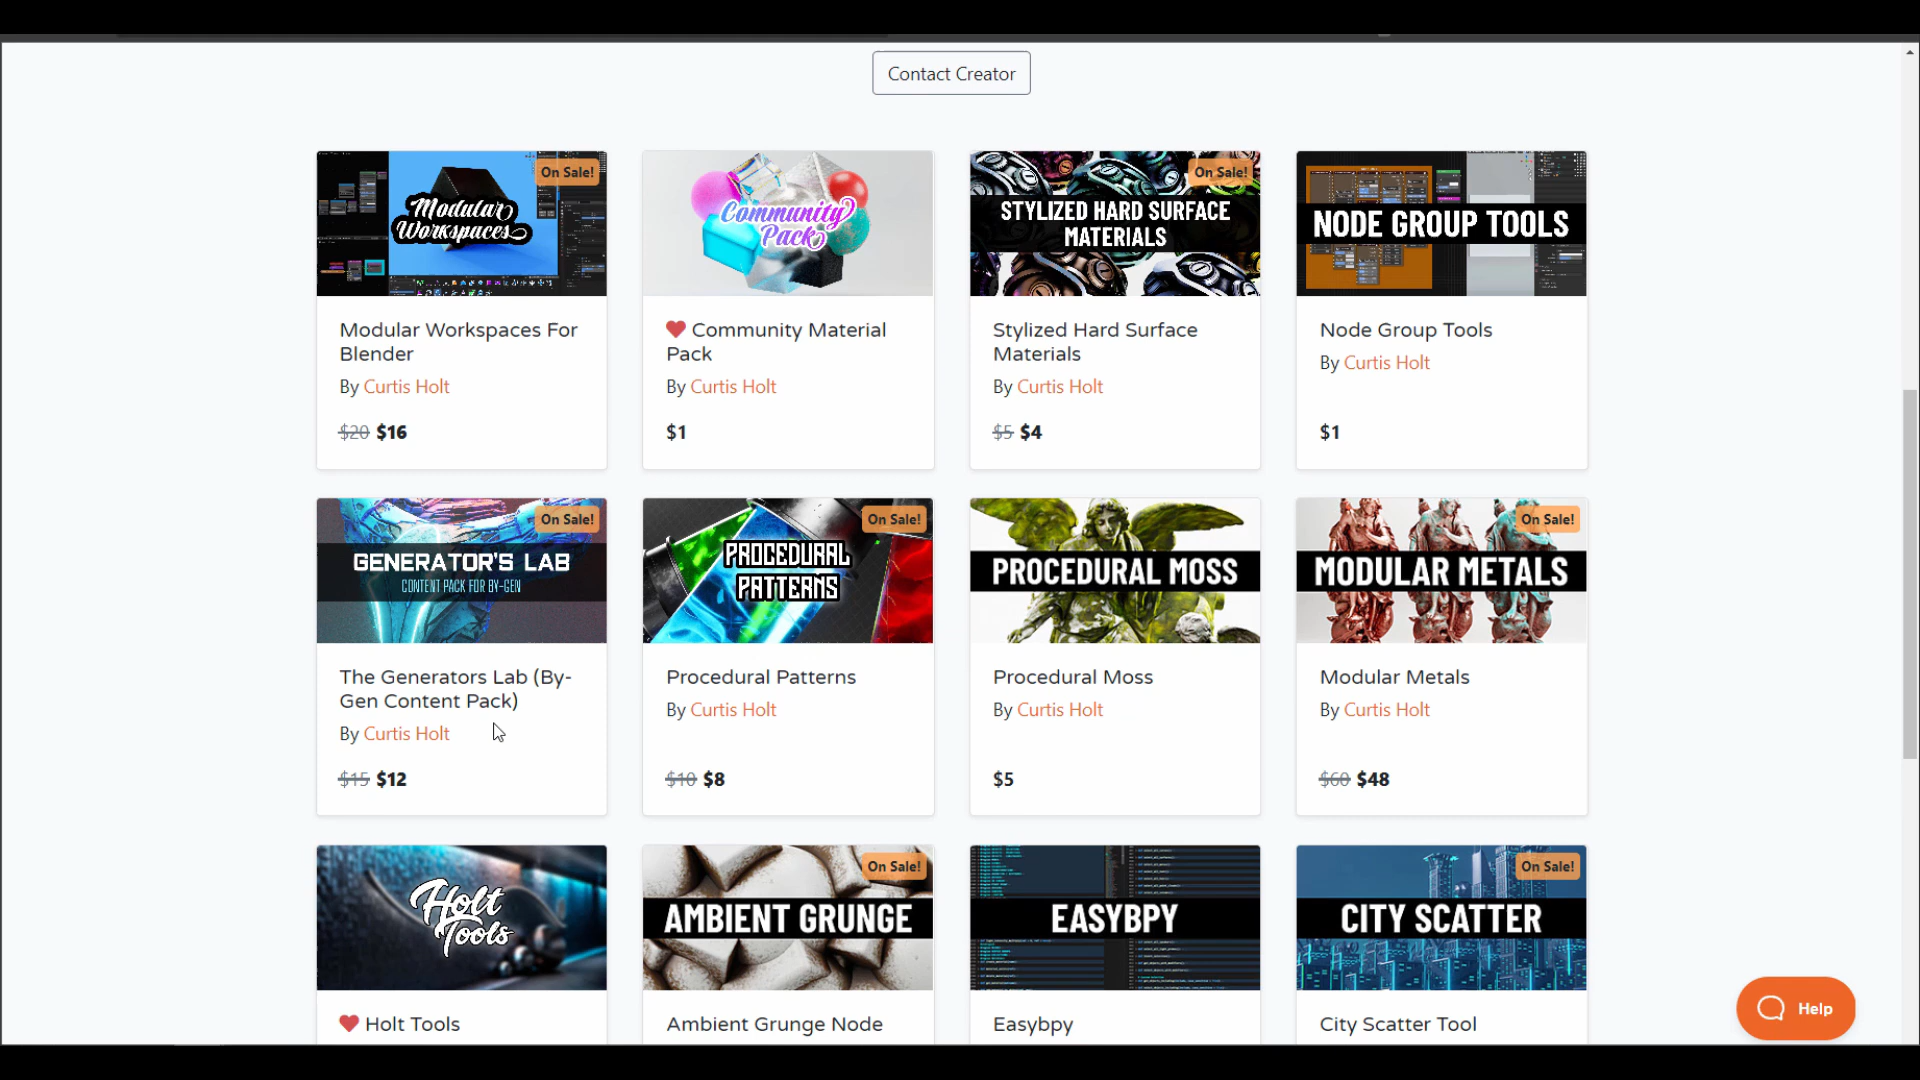 Contact Creator
On Sale!
Modular
Workspaces
Community
Pack
On Sale!
STYLIZED HARD SURFACE
MATERIALS
NODE GROUP TOOLS
Modular Workspaces For
Blender
By Curtis Holt
$20 $16
Community Material
Pack
By Curtis Holt
$1
Stylized Hard Surface
Materials
By Curtis Holt
$5 $4
Node Group Tools
By Curtis Holt
$1
On Sale!
GENERATOR'S LAB
CONTENT PACK FOR BY-GEN
On Sale!
PROCEDURAL
PATTERNS
PROCEDURAL MOSS
On Sale!
MODULAR METALS
The Generators Lab (By-
Gen Content Pack)
By Curtis Holt
$15 $12
Procedural Patterns
By Curtis Holt
$10 $8
Procedural Moss
By Curtis Holt
$5
Modular Metals
By Curtis Holt
$60 $48
Holt
Tools
On Sale!
AMBIENT GRUNGE
EASYBPY
On Sale!
CITY SCATTER
Holt Tools
Ambient Grunge Node
Easybpy
City Scatter Tool
Help